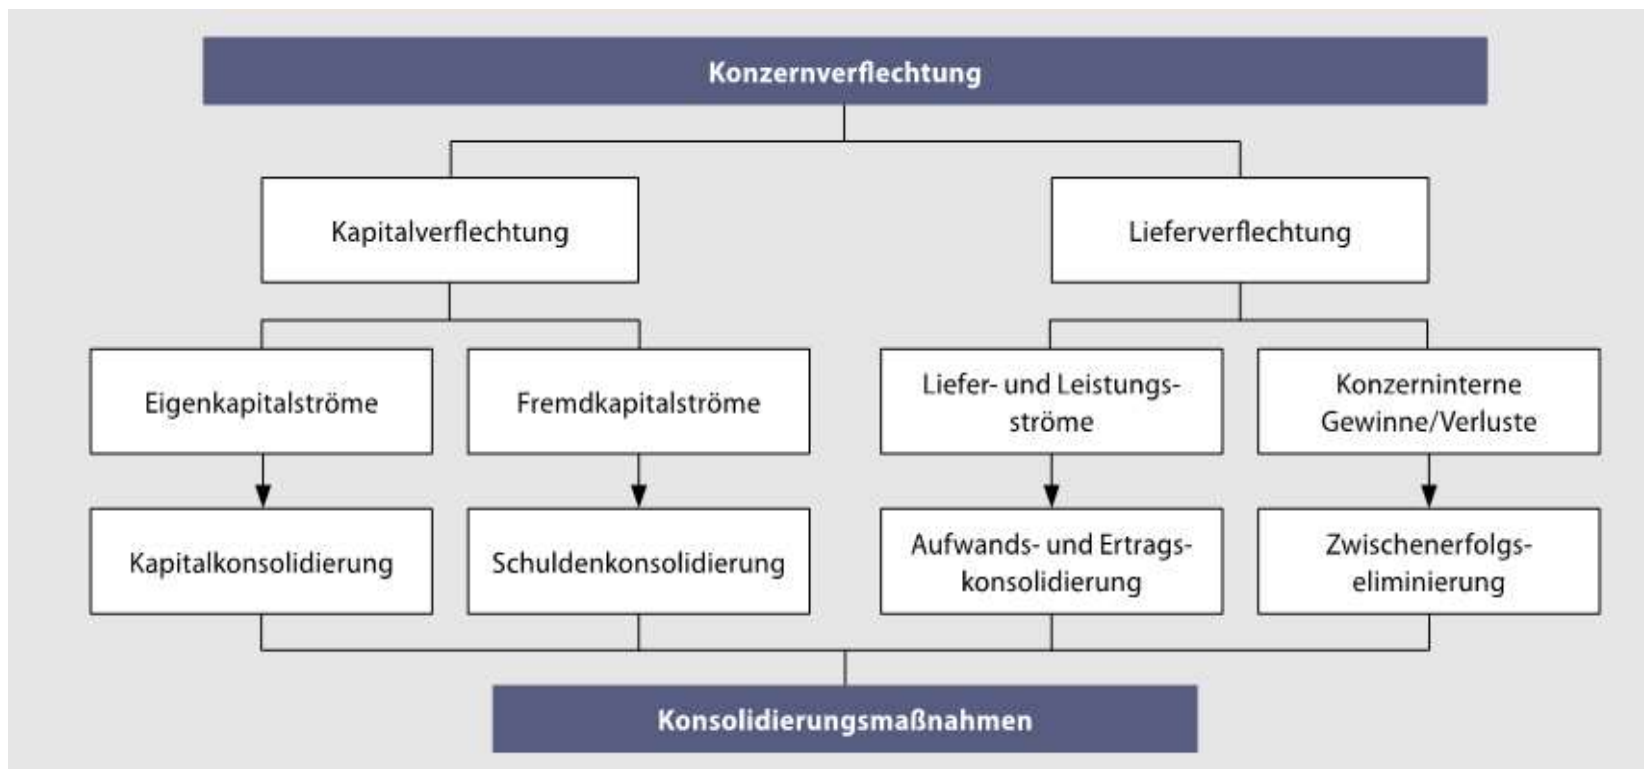 Konzernverflechtung
Kapitalverflechtung
Lieferverflechtung
Eigenkapitalströme
Fremdkapitalströme
Liefer- und Leistungs-
ströme
Konzerninterne
Gewinne/Verluste
Kapitalkonsolidierung
Schuldenkonsolidierung
Aufwands- und Ertrags-
konsolidierung
Zwischenerfolgs-
eliminierung
Konsolidierungsmaßnahmen